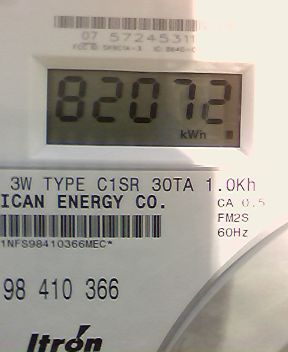 07 57245311
82072
kWh
3W TYPE C1SR 30TA 1.0Kh
ICAN ENERGY CO.
CA 0.5
FM2S
60Hz
1NFS98410366MEC*
98 410 366
Itron